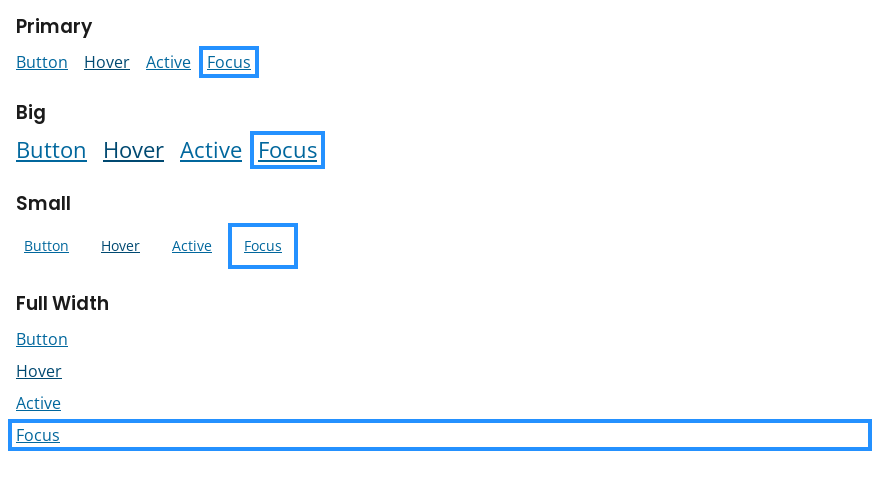 Primary
Button Hover Active Focus
Big
Button Hover Active Focus
Small
Button Hover Active Focus
Full Width
Button
Hover
Active
Focus